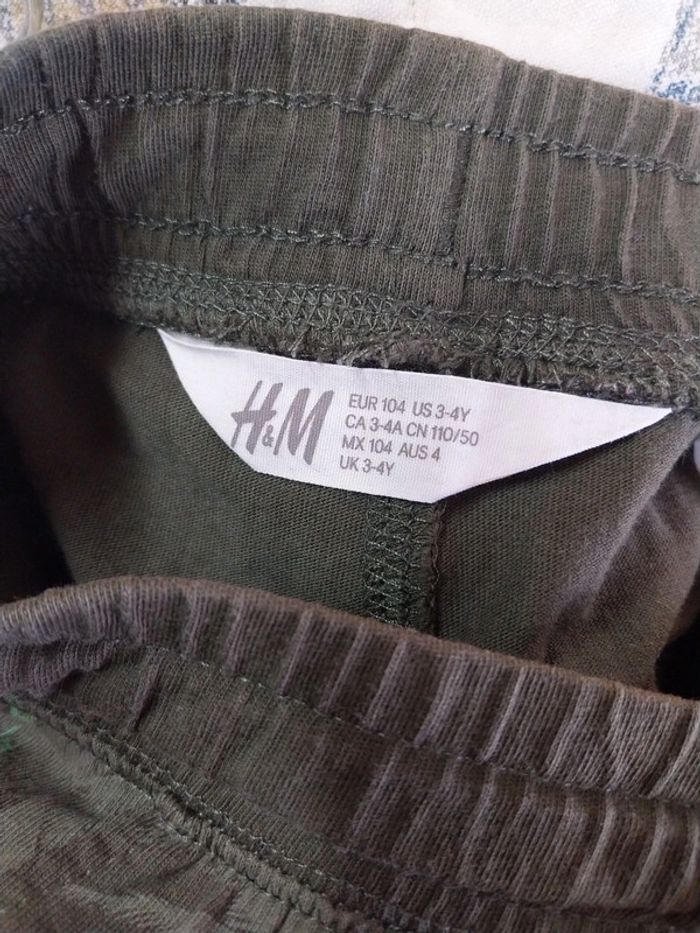 H&M
EUR 104 US 3-4Y
CA 3-4A CN 110/50
MX 104 AUS 4
UK 3-4Y